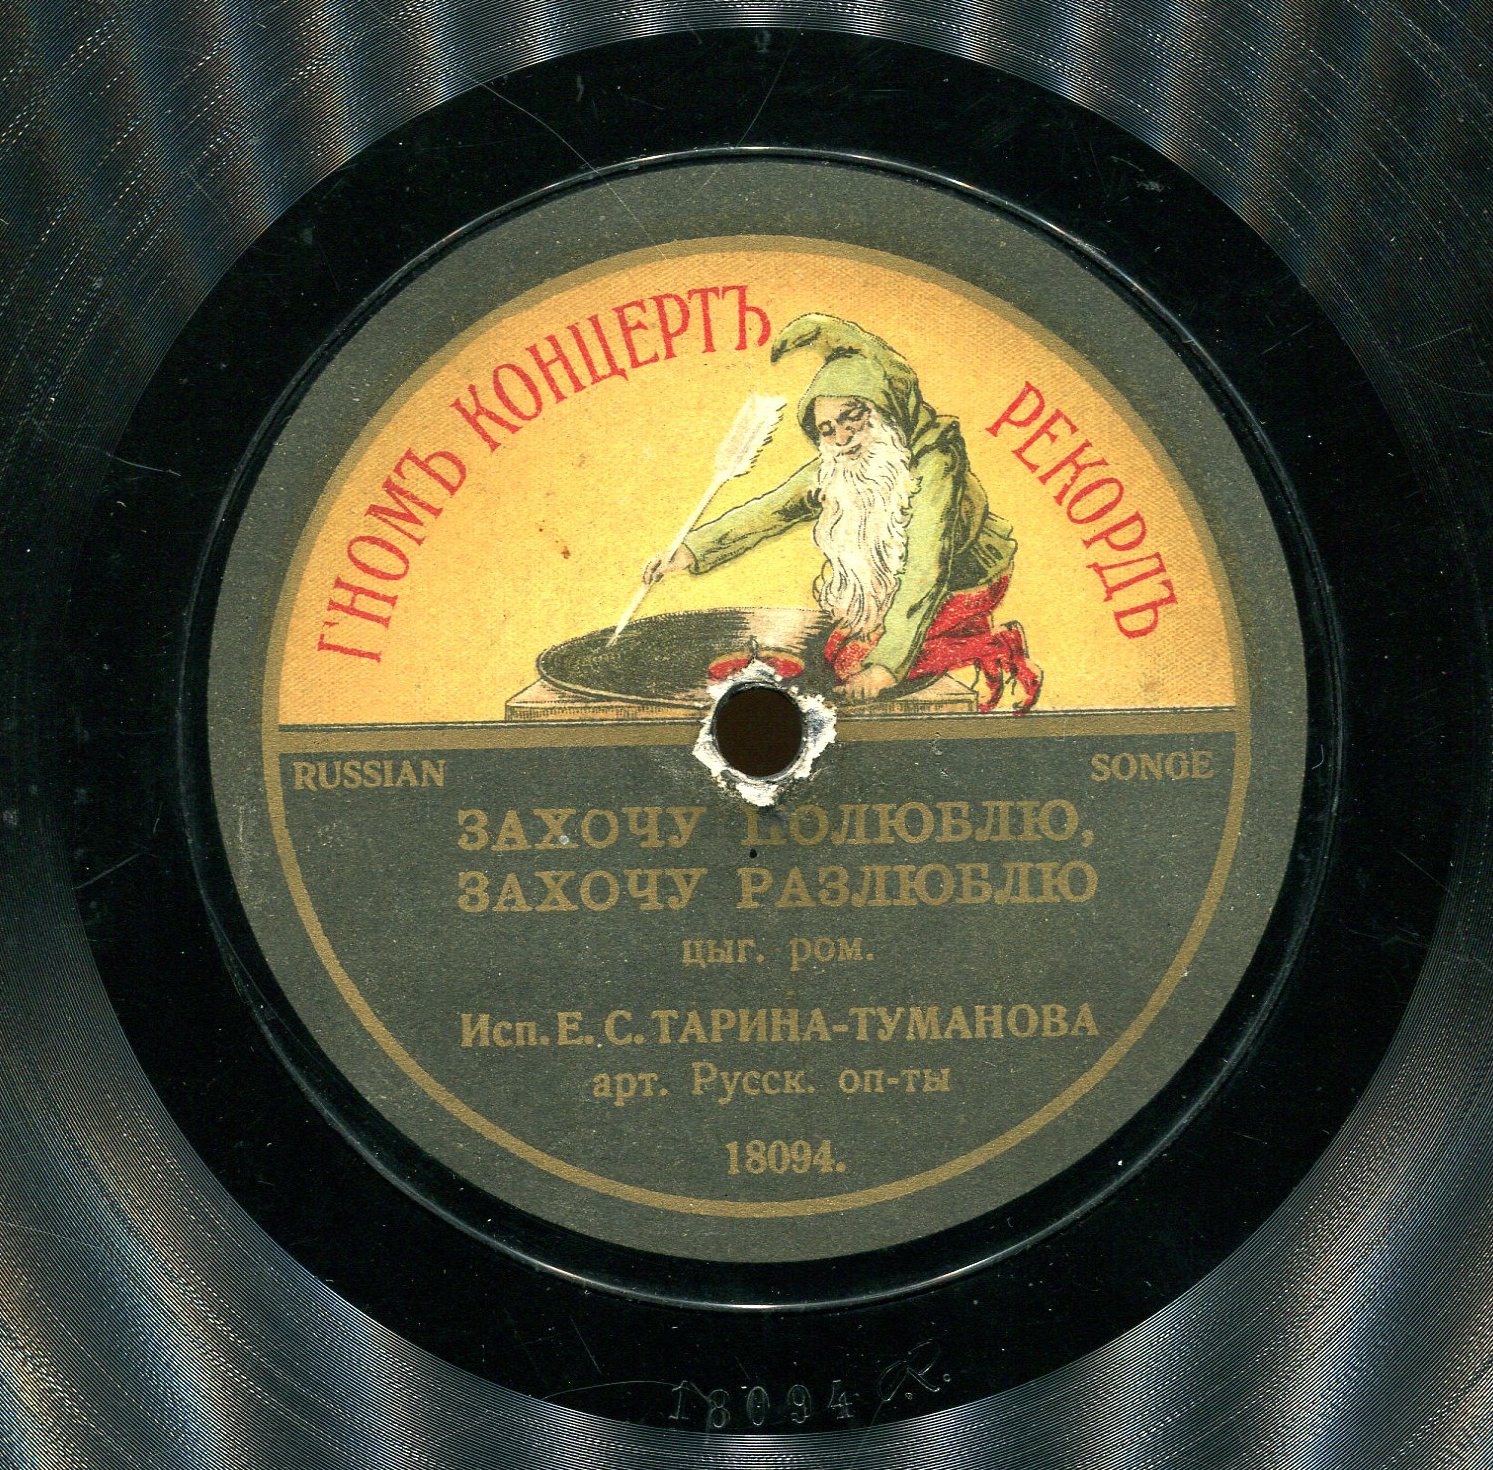 ГНОМЪ КОНЦЕРТЪ РЕКОРДЪ
RUSSIAN SONGE
ЗАХОЧУ ПОЛЮБЛЮ,
ЗАХОЧУ РАЗЛЮБЛЮ
цыг. ром.
Исп. Е. С. ТАРИНА-ТУМАНОВА
арт. Русск. оп-ты
18094.
18094 R.